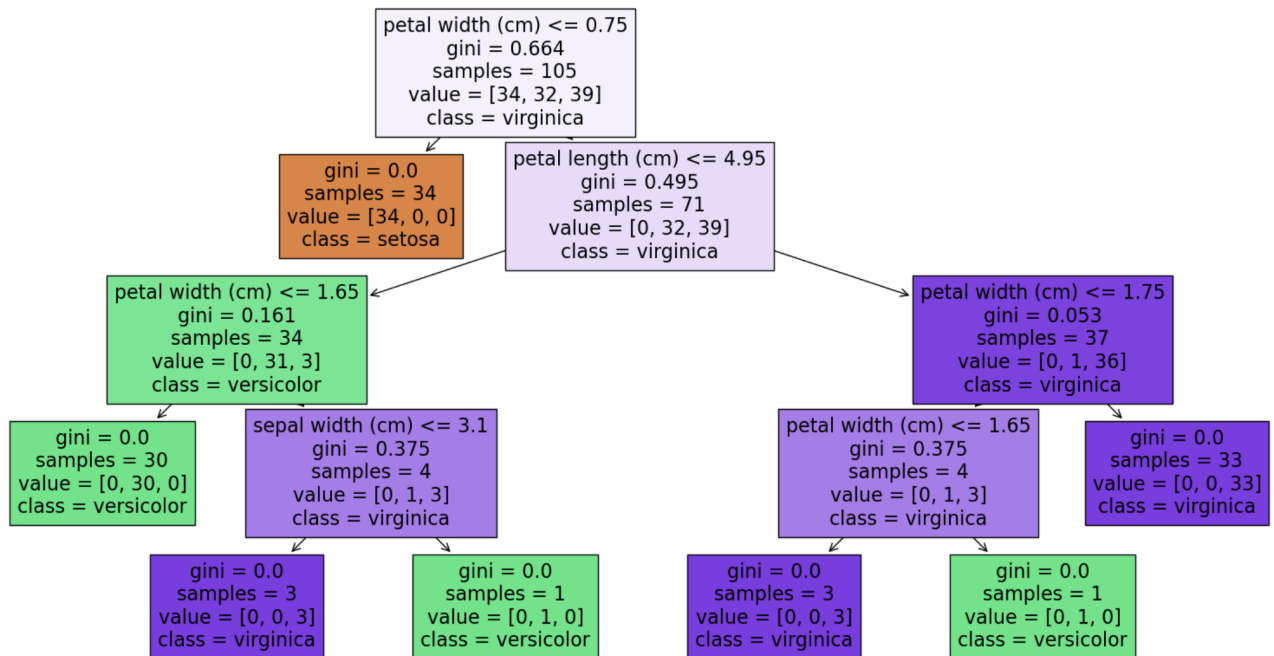 petal width (cm) <= 0.75
gini = 0.664
samples = 105
value = [34, 32, 39]
class = virginica
gini = 0.0
samples = 34
value = [34, 0, 0]
class = setosa
petal length (cm) <= 4.95
gini = 0.495
samples = 71
value = [0, 32, 39]
class = virginica
petal width (cm) <= 1.65
gini = 0.161
samples = 34
value = [0, 31, 3]
class = versicolor
petal width (cm) <= 1.75
gini = 0.053
samples = 37
value = [0, 1, 36]
class = virginica
gini = 0.0
samples = 30
value = [0, 30, 0]
class = versicolor
sepal width (cm) <= 3.1
gini = 0.375
samples = 4
value = [0, 1, 3]
class = virginica
petal width (cm) <= 1.65
gini = 0.375
samples = 4
value = [0, 1, 3]
class = virginica
gini = 0.0
samples = 33
value = [0, 0, 33]
class = virginica
gini = 0.0
samples = 3
value = [0, 0, 3]
class = virginica
gini = 0.0
samples = 1
value = [0, 1, 0]
class = versicolor
gini = 0.0
samples = 3
value = [0, 0, 3]
class = virginica
gini = 0.0
samples = 1
value = [0, 1, 0]
class = versicolor